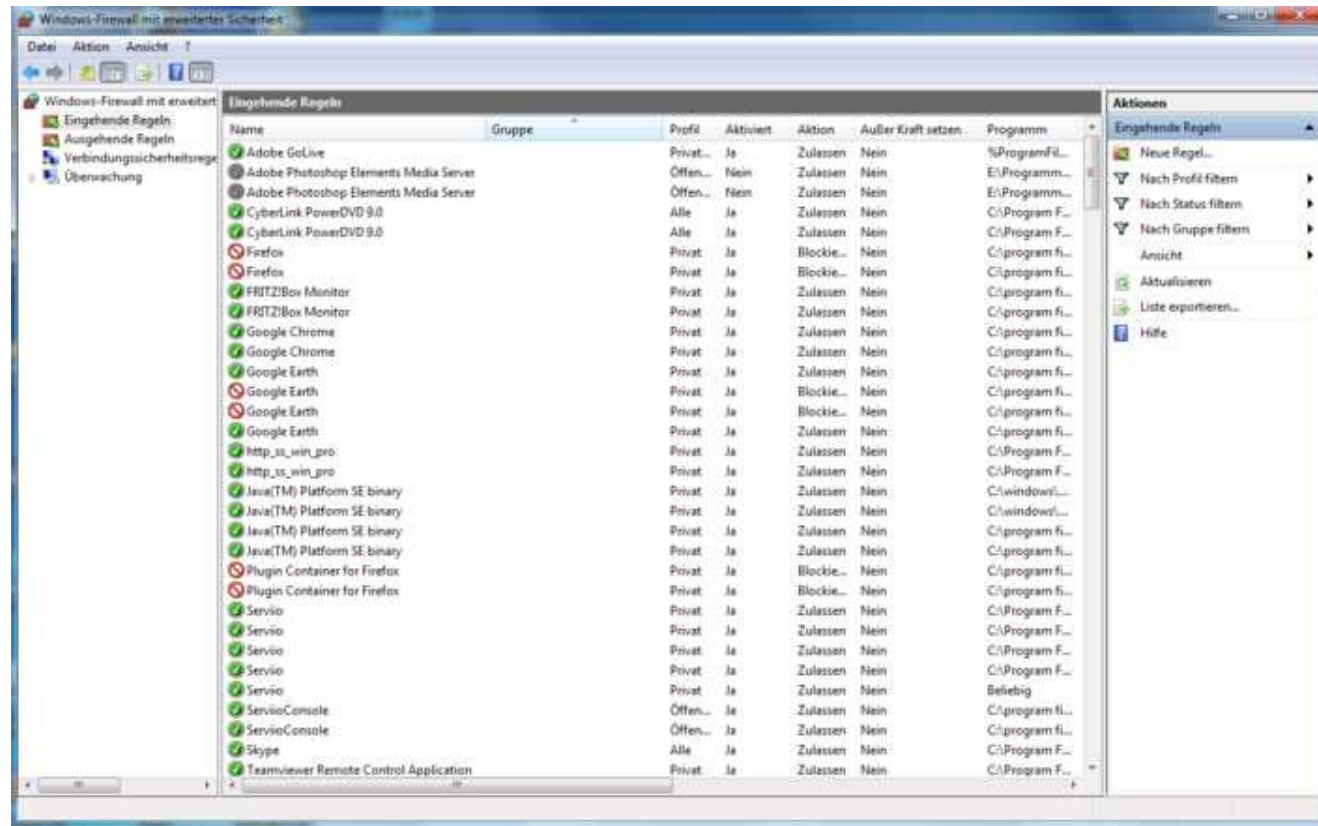 Windows-Firewall mit erweiterter Sicherheit
Datei Aktion Ansicht ?
Windows-Firewall mit erweitert
Eingehende Regeln
Ausgehende Regeln
Verbindungssicherheitsrege
Überwachung
Eingehende Regeln
Name Gruppe Profil Aktiviert Aktion Außer Kraft setzen Programm
Adobe GoLive Privat... Ja Zulassen Nein %ProgramFil...
Adobe Photoshop Elements Media Server Öffen... Nein Zulassen Nein E:\Programm...
Adobe Photoshop Elements Media Server Öffen... Nein Zulassen Nein E:\Programm...
CyberLink PowerDVD 9.0 Alle Ja Zulassen Nein C:\Program F...
CyberLink PowerDVD 9.0 Alle Ja Zulassen Nein C:\Program F...
Firefox Privat Ja Blockie... Nein C:\program fi...
Firefox Privat Ja Blockie... Nein C:\program fi...
FRITZ!Box Monitor Privat Ja Zulassen Nein C:\program fi...
FRITZ!Box Monitor Privat Ja Zulassen Nein C:\program fi...
Google Chrome Privat Ja Zulassen Nein C:\program fi...
Google Chrome Privat Ja Zulassen Nein C:\program fi...
Google Earth Privat Ja Zulassen Nein C:\program fi...
Google Earth Privat Ja Blockie... Nein C:\program fi...
Google Earth Privat Ja Blockie... Nein C:\program fi...
Google Earth Privat Ja Zulassen Nein C:\program fi...
http_ss_win_pro Privat Ja Zulassen Nein C:\Program F...
http_ss_win_pro Privat Ja Zulassen Nein C:\Program F...
Java(TM) Platform SE binary Privat Ja Zulassen Nein C:\windows\...
Java(TM) Platform SE binary Privat Ja Zulassen Nein C:\windows\...
Java(TM) Platform SE binary Privat Ja Zulassen Nein C:\program fi...
Java(TM) Platform SE binary Privat Ja Zulassen Nein C:\program fi...
Plugin Container for Firefox Privat Ja Blockie... Nein C:\program fi...
Plugin Container for Firefox Privat Ja Blockie... Nein C:\program fi...
Serviio Privat Ja Zulassen Nein C:\Program F...
Serviio Privat Ja Zulassen Nein C:\Program F...
Serviio Privat Ja Zulassen Nein C:\Program F...
Serviio Privat Ja Zulassen Nein C:\Program F...
Serviio Privat Ja Zulassen Nein Beliebig
ServiioConsole Öffen... Ja Zulassen Nein C:\program fi...
ServiioConsole Öffen... Ja Zulassen Nein C:\program fi...
Skype Alle Ja Zulassen Nein C:\Program F...
Teamviewer Remote Control Application Privat Ja Zulassen Nein C:\Program F...
Aktionen
Eingehende Regeln
Neue Regel...
Nach Profil filtern
Nach Status filtern
Nach Gruppe filtern
Ansicht
Aktualisieren
Liste exportieren...
Hilfe